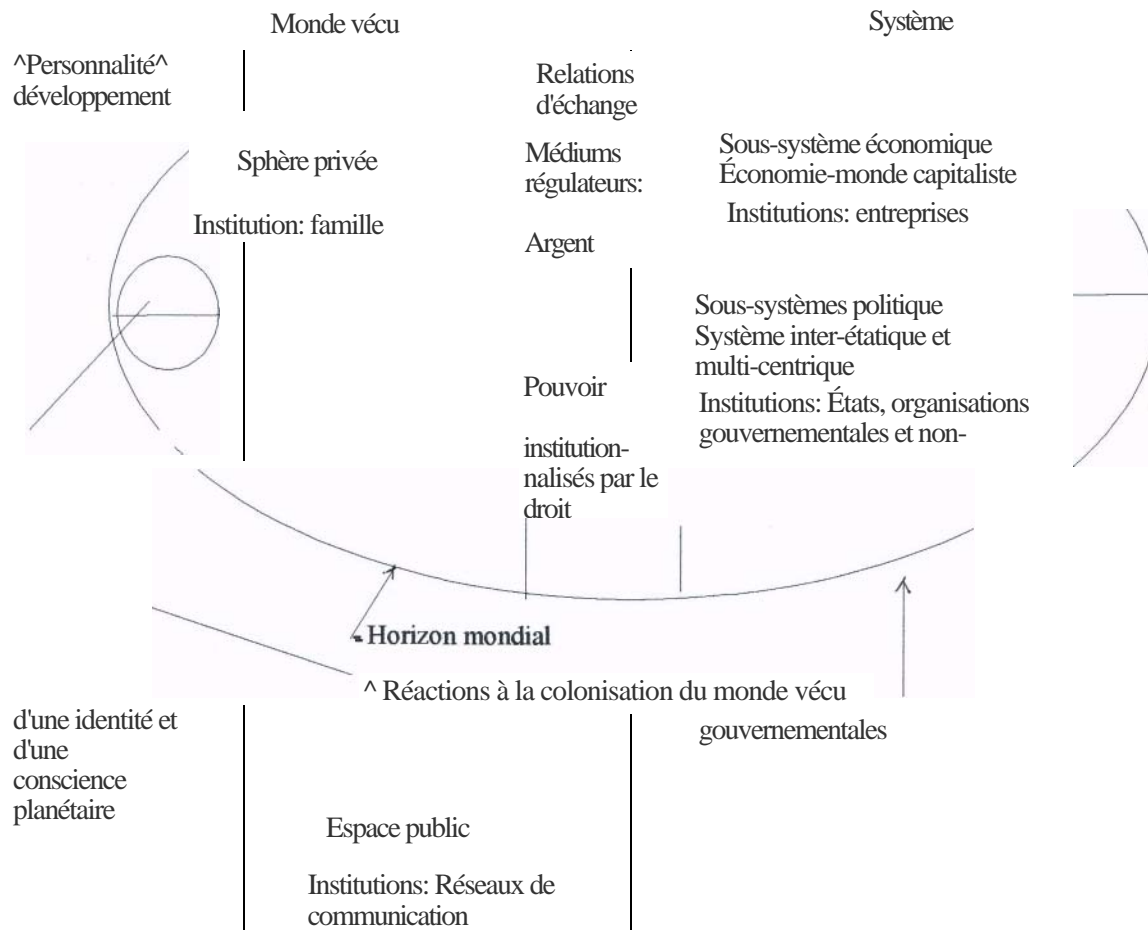 Monde vécu
Système
^Personnalité^
développement
Relations
d'échange
Sphère privée
Institution: famille
Médiums
régulateurs:
Argent
Sous-système économique
Économie-monde capitaliste
Institutions: entreprises
Sous-systèmes politique
Système inter-étatique et
multi-centrique
Institutions: États, organisations
gouvernementales et non-
Pouvoir
institution-
nalisés par le
droit
Horizon mondial
^ Réactions à la colonisation du monde vécu
d'une identité et
d'une
conscience
planétaire
gouvernementales
Espace public
Institutions: Réseaux de
communication